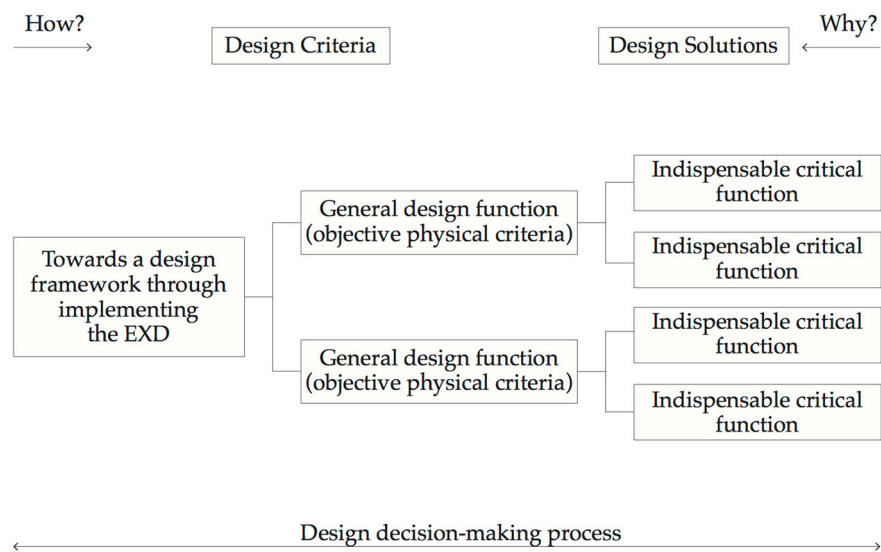 How?
Design Criteria
Design Solutions
Why?
Indispensable critical
function
General design function
(objective physical criteria)
Indispensable critical
function
Towards a design
framework through
implementing
the EXD
Indispensable critical
function
General design function
(objective physical criteria)
Indispensable critical
function
Design decision-making process